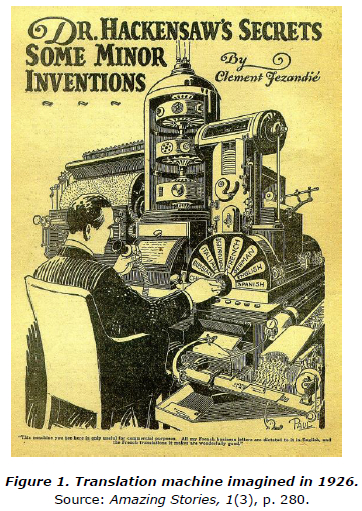 DR. HACKENSAW'S SECRETS
SOME MINOR
INVENTIONS
By
Clement Fezandié
SPANISH
"This machine you see here is only useful for commercial purposes. All my French business letters are dictated to it in English, and
the French translations it makes are wonderfully good."
PAUL
Figure 1. Translation machine imagined in 1926.
Source: Amazing Stories, 1(3), p. 280.